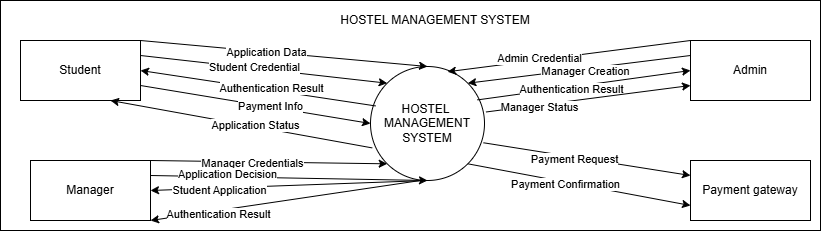 HOSTEL MANAGEMENT SYSTEM
Student
Application Data
Student Credential
Authentication Result
Payment Info
Application Status
HOSTEL
MANAGEMENT
SYSTEM
Admin Credential
Manager Creation
Authentication Result
Manager Status
Admin
Manager
Manager Credentials
Application Decision
Student Application
Authentication Result
Payment Request
Payment Confirmation
Payment gateway